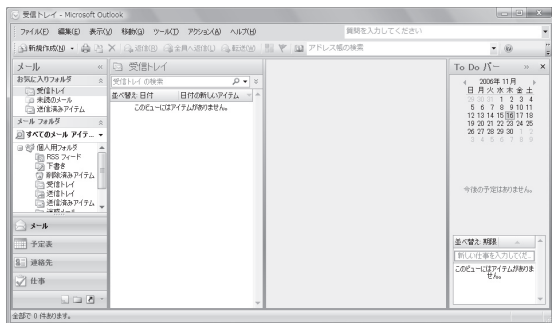 受信トレイ - Microsoft Outlook
ファイル(F) 編集(E) 表示(V) 移動(G) ツール(T) アクション(A) ヘルプ(H) 質問を入力してください
新規作成(N) 返信(R) 全員へ返信(L) 転送(W) アドレス帳の検索
メール «
お気に入りフォルダ
受信トレイ
未読のメール
送信済みアイテム
メール フォルダ
すべてのメール アイテ...
個人用フォルダ
RSS フィード
下書き
削除済みアイテム
受信トレイ
送信トレイ
送信済みアイテム
迷惑メール
メール
予定表
連絡先
仕事
全部で 0 件あります。
受信トレイ
受信トレイ の検索
並べ替え: 日付 日付の新しいアイテム
このビューにはアイテムがありません。
To Do バー » ×
2006年 11月
日 月 火 水 木 金 土
29 30 31 1 2 3 4
5 6 7 8 9 10 11
12 13 14 15 16 17 18
19 20 21 22 23 24 25
26 27 28 29 30 1 2
3 4 5 6 7 8 9
今後の予定はありません。
並べ替え: 期限
新しい仕事を入力してくだ...
このビューにはアイテムがありま
せん。